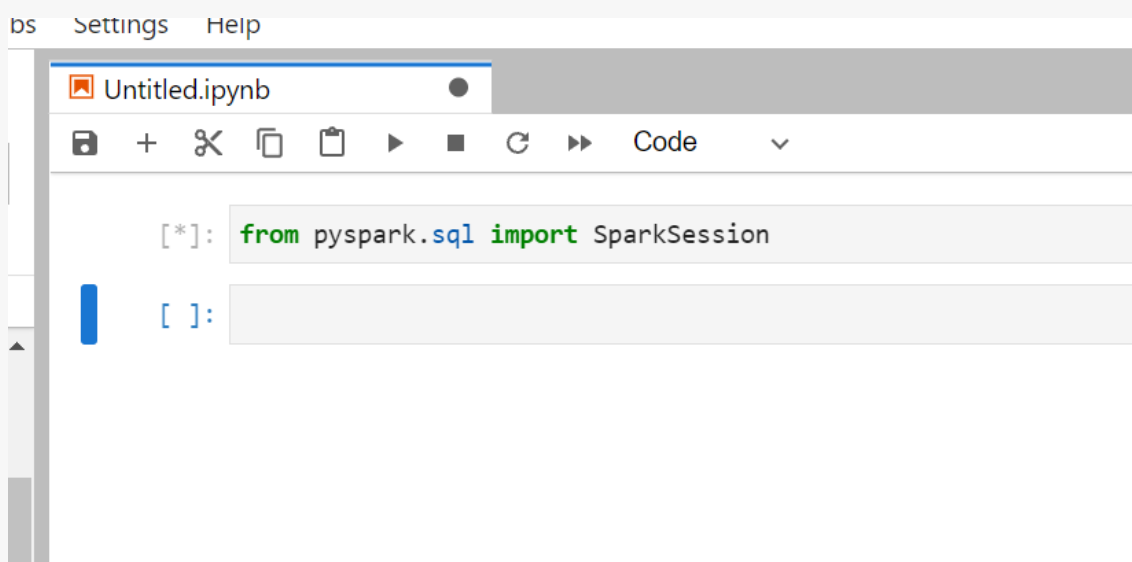 bs Settings Help
Untitled.ipynb
Code
[*]: from pyspark.sql import SparkSession
[ ]: